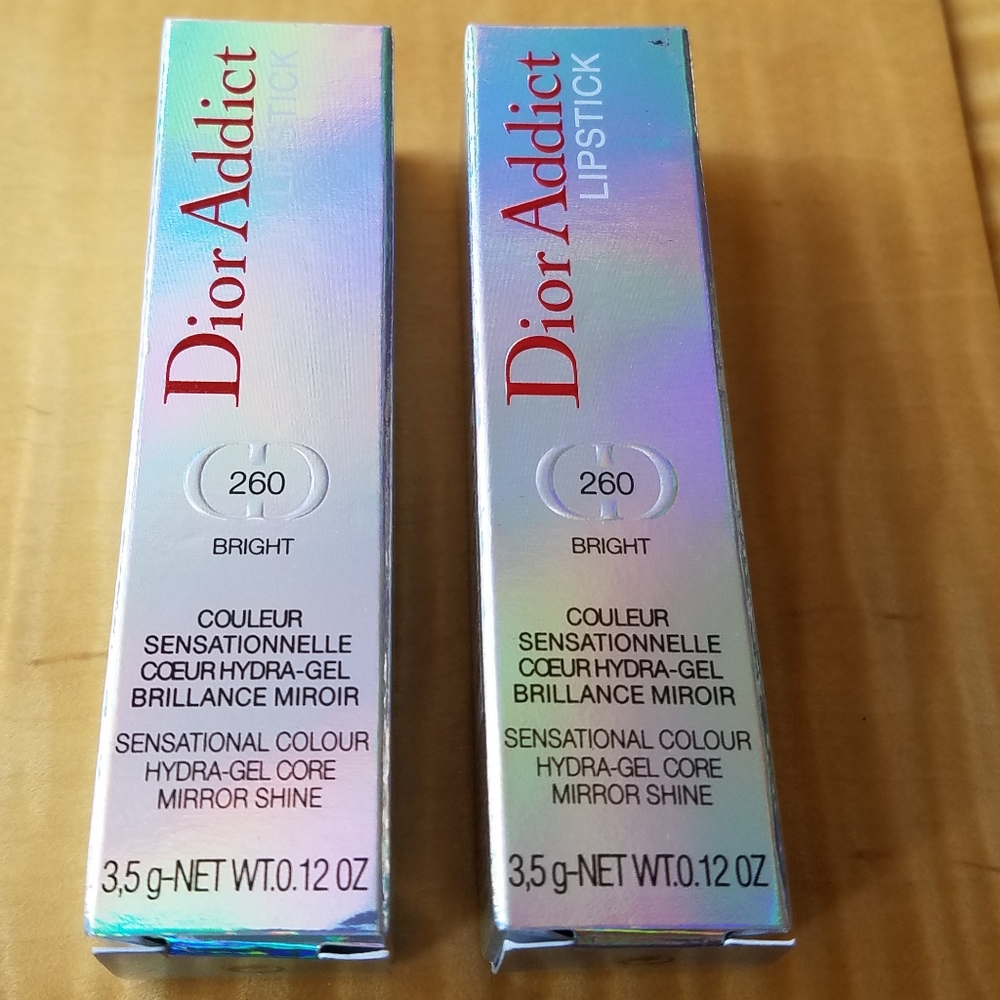 Dior Addict
LIPSTICK
260
BRIGHT
COULEUR
SENSATIONNELLE
CŒUR HYDRA-GEL
BRILLANCE MIROIR
SENSATIONAL COLOUR
HYDRA-GEL CORE
MIRROR SHINE
3,5 g-NET WT.0.12 OZ
Dior Addict
LIPSTICK
260
BRIGHT
COULEUR
SENSATIONNELLE
CŒUR HYDRA-GEL
BRILLANCE MIROIR
SENSATIONAL COLOUR
HYDRA-GEL CORE
MIRROR SHINE
3,5 g-NET WT.0.12 OZ